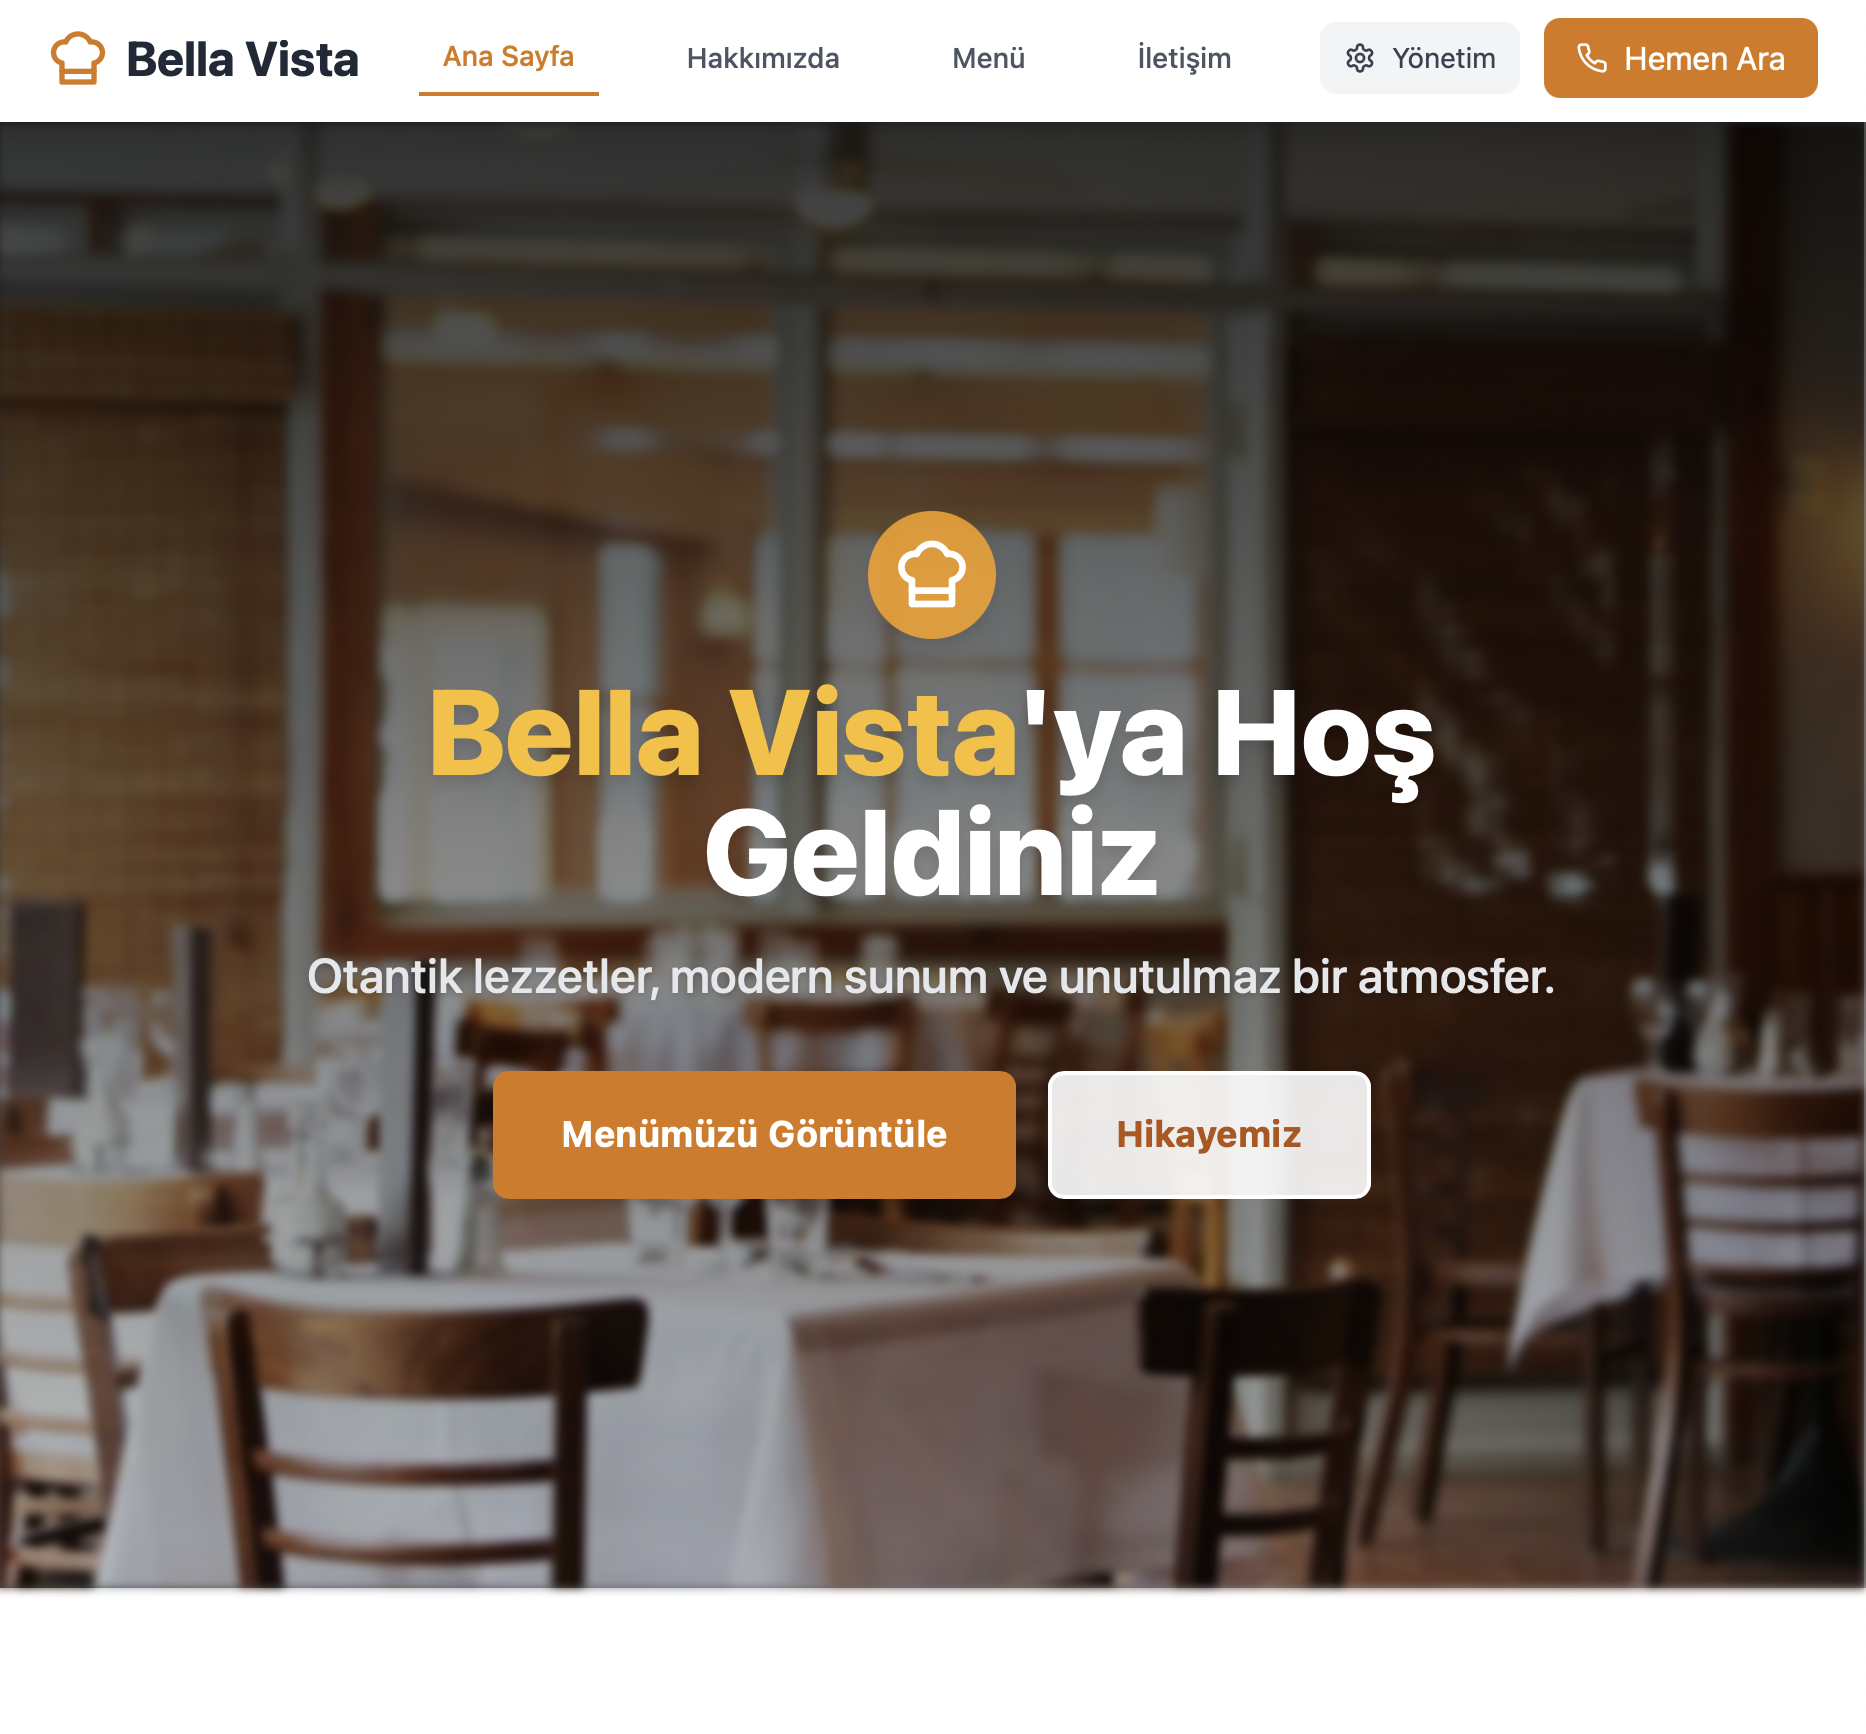 Bella Vista
Ana Sayfa
Hakkımızda
Menü
İletişim
Yönetim
Hemen Ara
Bella Vista'ya Hoş
Geldiniz
Otantik lezzetler, modern sunum ve unutulmaz bir atmosfer.
Menümüzü Görüntüle
Hikayemiz